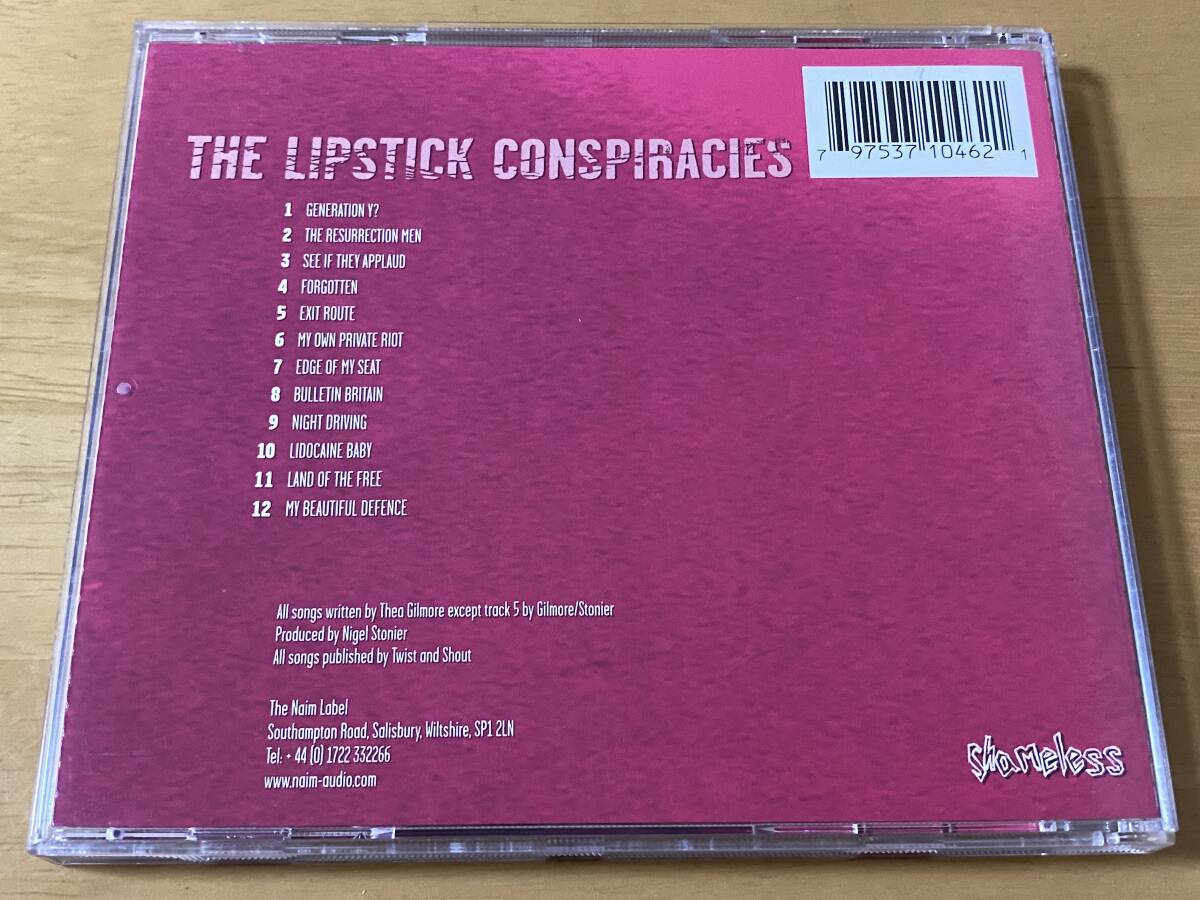 THE LIPSTICK CONSPIRACIES
7 97537 10462 1
1 GENERATION Y?
2 THE RESURRECTION MEN
3 SEE IF THEY APPLAUD
4 FORGOTTEN
5 EXIT ROUTE
6 MY OWN PRIVATE RIOT
7 EDGE OF MY SEAT
8 BULLETIN BRITAIN
9 NIGHT DRIVING
10 LIDOCAINE BABY
11 LAND OF THE FREE
12 MY BEAUTIFUL DEFENCE
All songs written by Thea Gilmore except track 5 by Gilmore/Stonier
Produced by Nigel Stonier
All songs published by Twist and Shout
The Naim Label
Southampton Road, Salisbury, Wiltshire, SP1 2LN
Tel: + 44 (0) 1722 332266
www.naim-audio.com
shameless